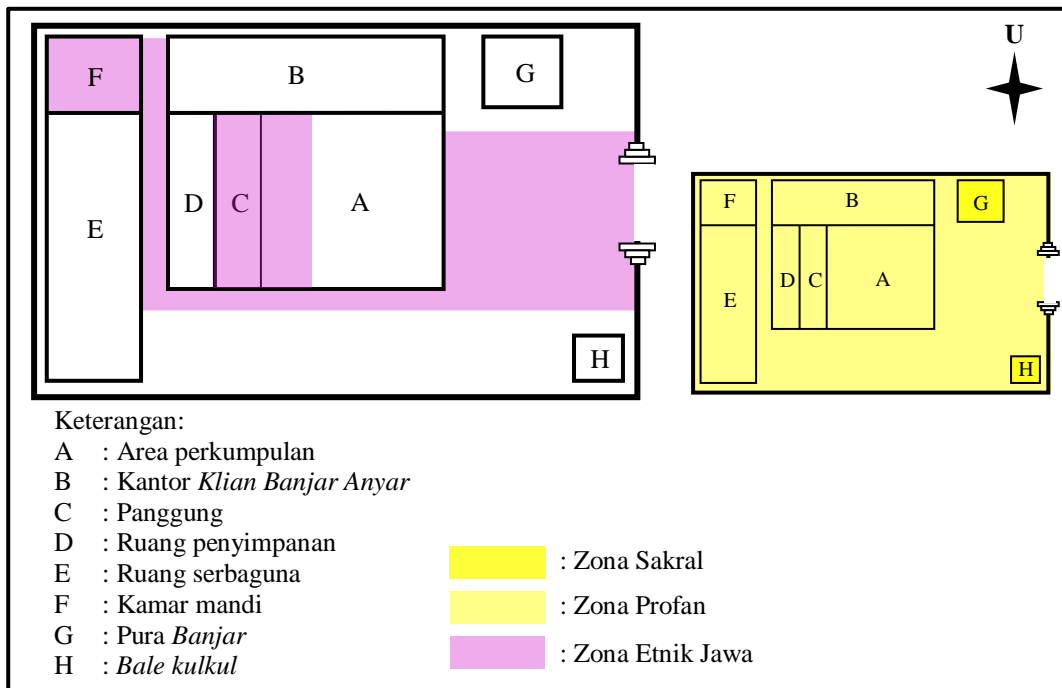 U
F
B
G
D
C
A
E
H
F
B
G
D
C
A
E
H
Keterangan:
A : Area perkumpulan
B : Kantor Klian Banjar Anyar
C : Panggung
D : Ruang penyimpanan
E : Ruang serbaguna
F : Kamar mandi
G : Pura Banjar
H : Bale kulkul
: Zona Sakral
: Zona Profan
: Zona Etnik Jawa